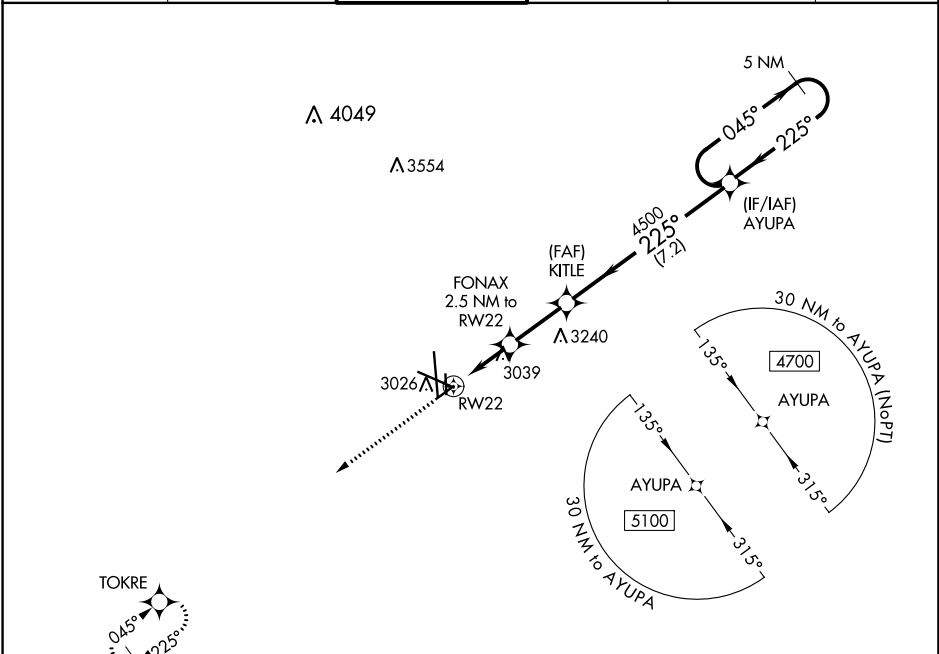 5 NM
4049
045°
225°
3554
(IF/IAF)
AYUPA
4500
225°
(7.2)
(FAF)
KITLE
FONAX
2.5 NM to
RW22
3240
3039
3026
RW22
30 NM to AYUPA (NoPT)
135°
4700
AYUPA
315°
135°
AYUPA
5100
315°
30 NM to AYUPA
TOKRE
045°
225°